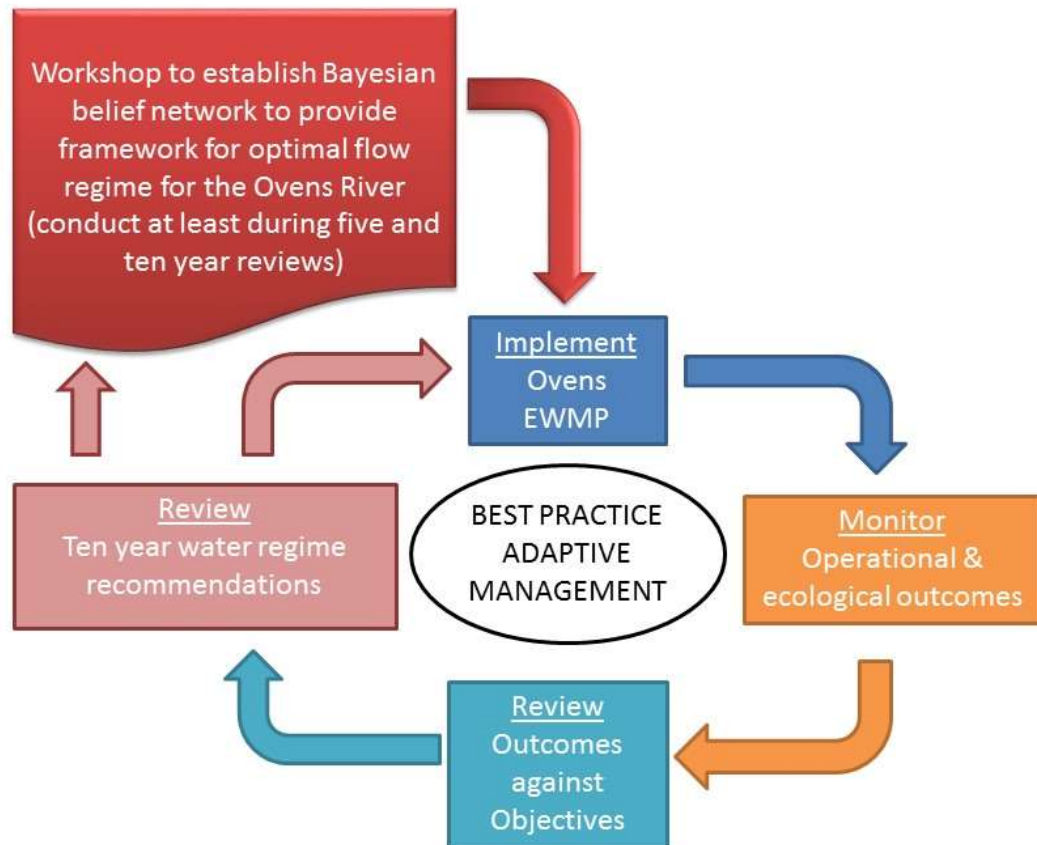 Workshop to establish Bayesian
belief network to provide
framework for optimal flow
regime for the Ovens River
(conduct at least during five and
ten year reviews)
Implement
Ovens
EWMP
Review
Ten year water regime
recommendations
BEST PRACTICE
ADAPTIVE
MANAGEMENT
Monitor
Operational &
ecological outcomes
Review
Outcomes
against
Objectives